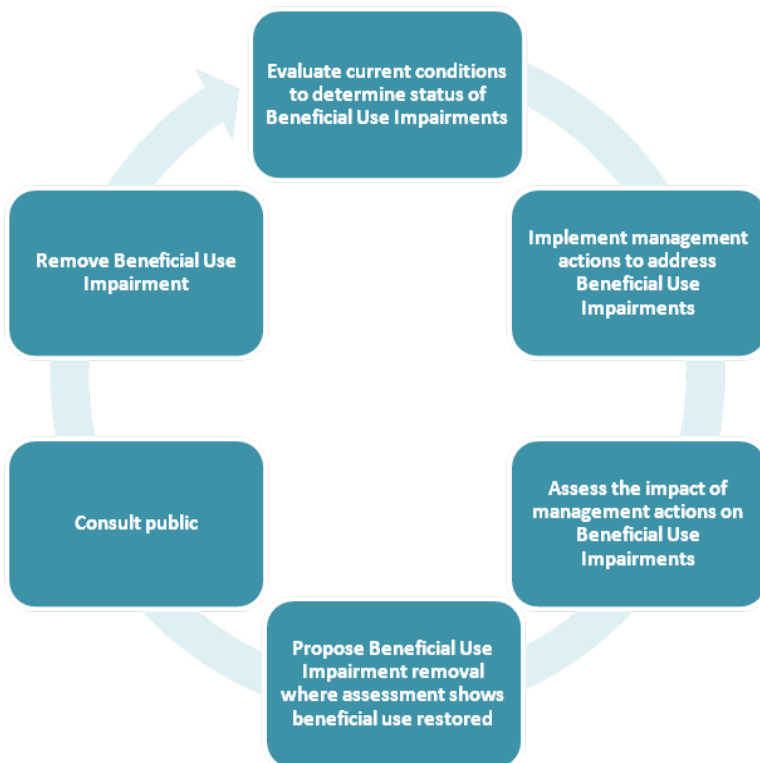 Evaluate current conditions
to determine status of
Beneficial Use Impairments
Implement management
actions to address
Beneficial Use
Impairments
Assess the impact of
management actions on
Beneficial Use
Impairments
Propose Beneficial Use
Impairment removal
where assessment shows
beneficial use restored
Consult public
Remove Beneficial Use
Impairment